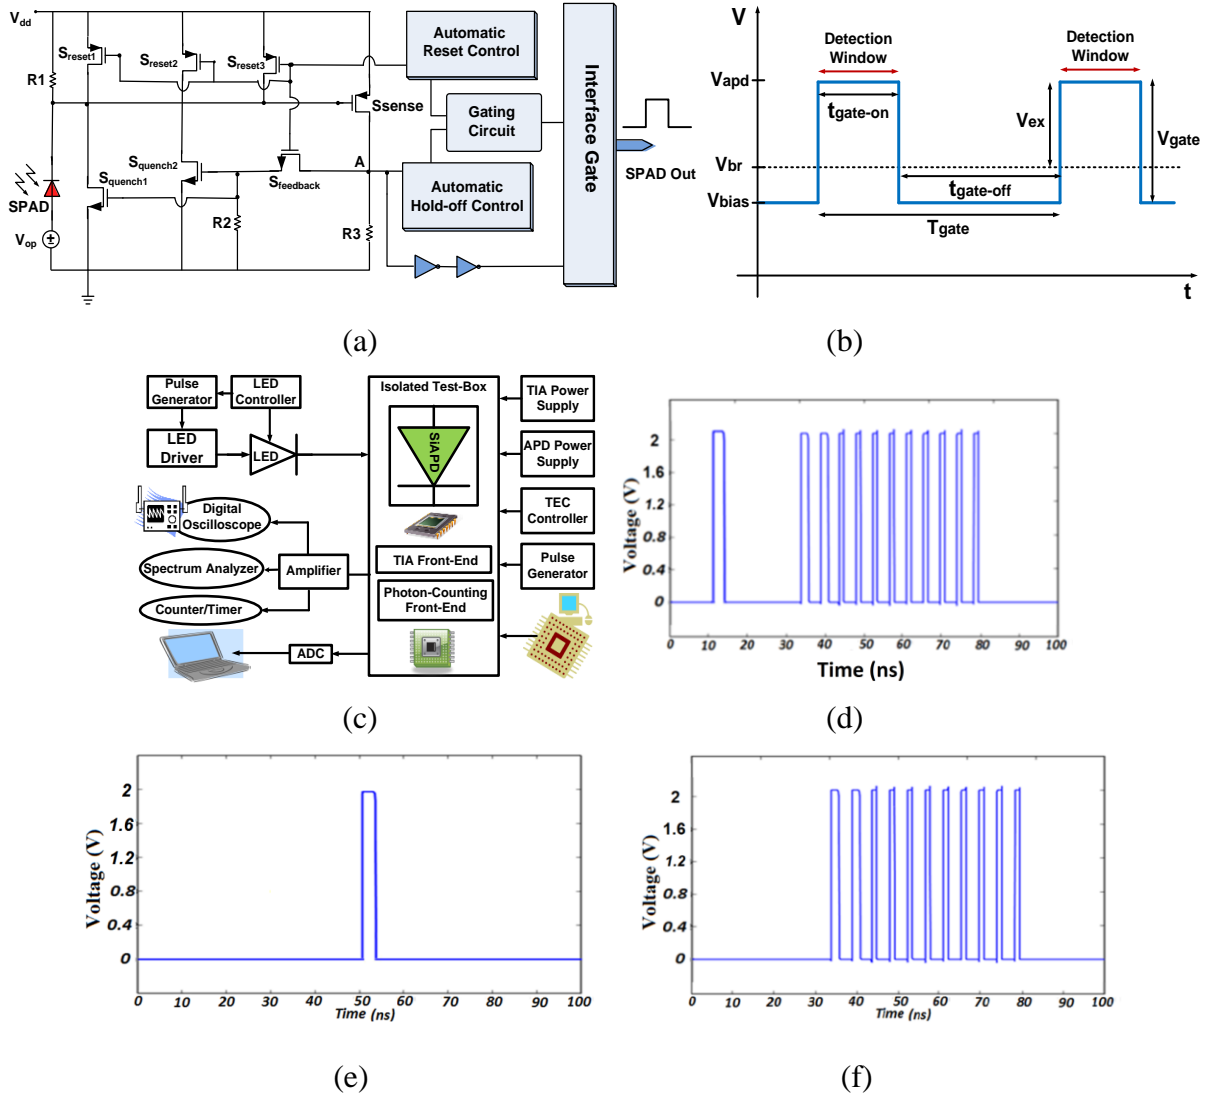 Vdd
R1
SPAD
Vop
Sreset1
Sreset2
Sreset3
Squench1
Squench2
Sfeedback
R2
R3
A
Ssense
Automatic
Reset Control
Gating
Circuit
Automatic
Hold-off Control
Interface Gate
SPAD Out
(a)
V
Detection
Window
Detection
Window
Vapd
tgate-on
Vex
Vgate
Vbr
tgate-off
Vbias
Tgate
t
(b)
Pulse
Generator
LED
Controller
LED
Driver
LED
Isolated Test-Box
SiAPD
TIA Power
Supply
APD Power
Supply
TEC
Controller
Pulse
Generator
Digital
Oscilloscope
Spectrum Analyzer
Amplifier
Counter/Timer
TIA Front-End
Photon-Counting
Front-End
ADC
(c)
Voltage (V)
2
1.6
1.2
0.8
0.4
0
0 10 20 30 40 50 60 70 80 90 100
Time (ns)
(d)
Voltage (V)
2
1.6
1.2
0.8
0.4
0
0 10 20 30 40 50 60 70 80 90 100
Time (ns)
(e)
Voltage (V)
2
1.6
1.2
0.8
0.4
0
0 10 20 30 40 50 60 70 80 90 100
Time (ns)
(f)